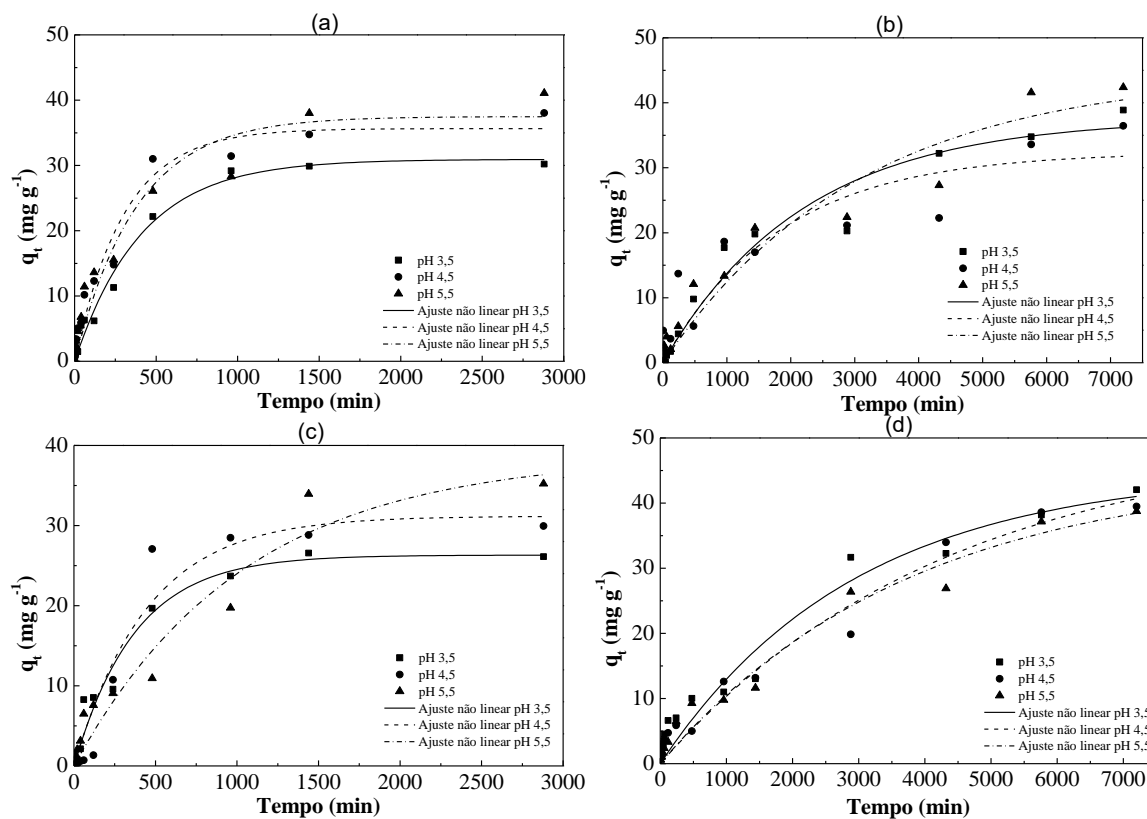 (a)
50
40
30
20
10
0
q_t (mg g^-1)
pH 3,5
pH 4,5
pH 5,5
Ajuste não linear pH 3,5
Ajuste não linear pH 4,5
Ajuste não linear pH 5,5
0 500 1000 1500 2000 2500 3000
Tempo (min)
(b)
50
40
30
20
10
0
q_t (mg g^-1)
pH 3,5
pH 4,5
pH 5,5
Ajuste não linear pH 3,5
Ajuste não linear pH 4,5
Ajuste não linear pH 5,5
0 1000 2000 3000 4000 5000 6000 7000
Tempo (min)
(c)
40
30
20
10
0
q_t (mg g^-1)
pH 3,5
pH 4,5
pH 5,5
Ajuste não linear pH 3,5
Ajuste não linear pH 4,5
Ajuste não linear pH 5,5
0 500 1000 1500 2000 2500 3000
Tempo (min)
(d)
50
40
30
20
10
0
q_t (mg g^-1)
pH 3,5
pH 4,5
pH 5,5
Ajuste não linear pH 3,5
Ajuste não linear pH 4,5
Ajuste não linear pH 5,5
0 1000 2000 3000 4000 5000 6000 7000
Tempo (min)